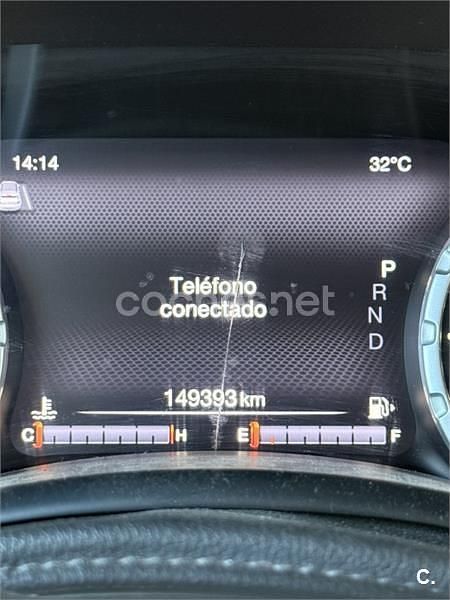 14:14 32°C
P
R
N
D
Teléfono
conectado
coches.net
149393 km
C H E F
C.